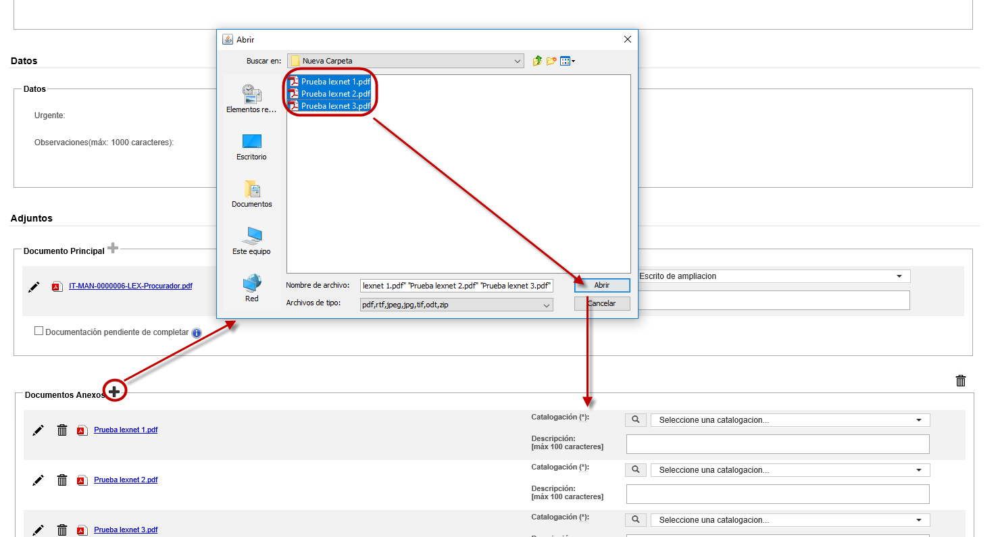 Datos
Datos
Urgente:
Observaciones(máx: 1000 caracteres):
Abrir
Buscar en:
Nueva Carpeta
Elementos re...
Escritorio
Documentos
Este equipo
Red
Prueba lexnet 1.pdf
Prueba lexnet 2.pdf
Prueba lexnet 3.pdf
Nombre de archivo:
lexnet 1.pdf" "Prueba lexnet 2.pdf" "Prueba lexnet 3.pdf"
Abrir
Archivos de tipo:
pdf,rtf,jpeg,jpg,tif,odt,zip
Cancelar
Adjuntos
Documento Principal
IT-MAN-0000006-LEX-Procurador.pdf
Escrito de ampliacion
Documentación pendiente de completar
Documentos Anexos
Prueba lexnet 1.pdf
Catalogación (*):
Seleccione una catalogacion...
Descripción:
[máx 100 caracteres]
Prueba lexnet 2.pdf
Catalogación (*):
Seleccione una catalogacion...
Descripción:
[máx 100 caracteres]
Prueba lexnet 3.pdf
Catalogación (*):
Seleccione una catalogacion...